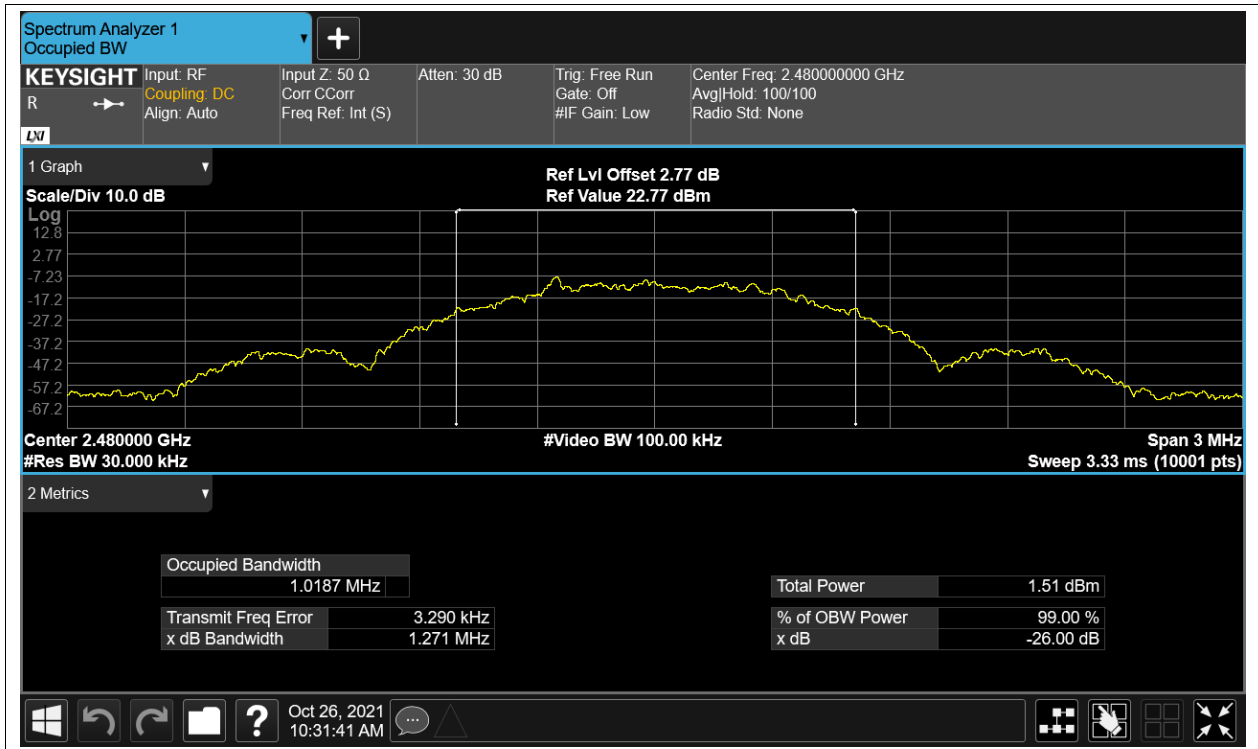 Spectrum Analyzer 1
Occupied BW
KEYSIGHT
R
LXI
Input: RF
Coupling: DC
Align: Auto
Input Z: 50 Ω
Corr CCorr
Freq Ref: Int (S)
Atten: 30 dB
Trig: Free Run
Gate: Off
#IF Gain: Low
Center Freq: 2.480000000 GHz
Avg|Hold: 100/100
Radio Std: None
1 Graph
Scale/Div 10.0 dB
Ref Lvl Offset 2.77 dB
Ref Value 22.77 dBm
Log
12.8
2.77
-7.23
-17.2
-27.2
-37.2
-47.2
-57.2
-67.2
Center 2.480000 GHz
#Res BW 30.000 kHz
#Video BW 100.00 kHz
Span 3 MHz
Sweep 3.33 ms (10001 pts)
2 Metrics
Occupied Bandwidth
1.0187 MHz
Transmit Freq Error 3.290 kHz
x dB Bandwidth 1.271 MHz
Total Power 1.51 dBm
% of OBW Power 99.00 %
x dB -26.00 dB
?
Oct 26, 2021
10:31:41 AM